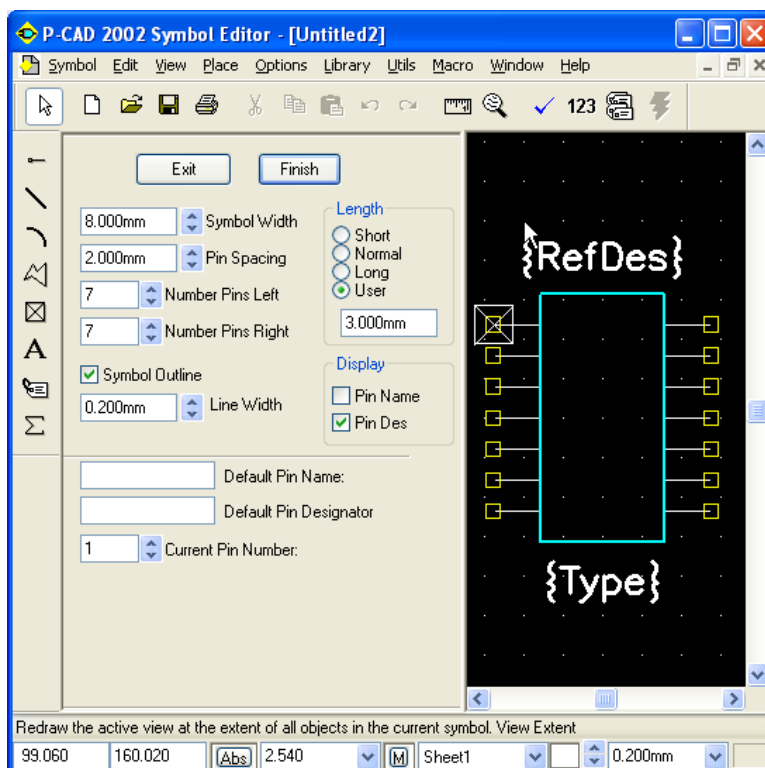 P-CAD 2002 Symbol Editor - [Untitled2]
Symbol Edit View Place Options Library Utils Macro Window Help
123
Exit Finish
8.000mm Symbol Width
2.000mm Pin Spacing
7 Number Pins Left
7 Number Pins Right
Length
Short
Normal
Long
User
3.000mm
Symbol Outline
0.200mm Line Width
Display
Pin Name
Pin Des
Default Pin Name:
Default Pin Designator
1 Current Pin Number:
A
Σ
{RefDes}
{Type}
Redraw the active view at the extent of all objects in the current symbol. View Extent
99.060 160.020 Abs 2.540 M Sheet1 0.200mm